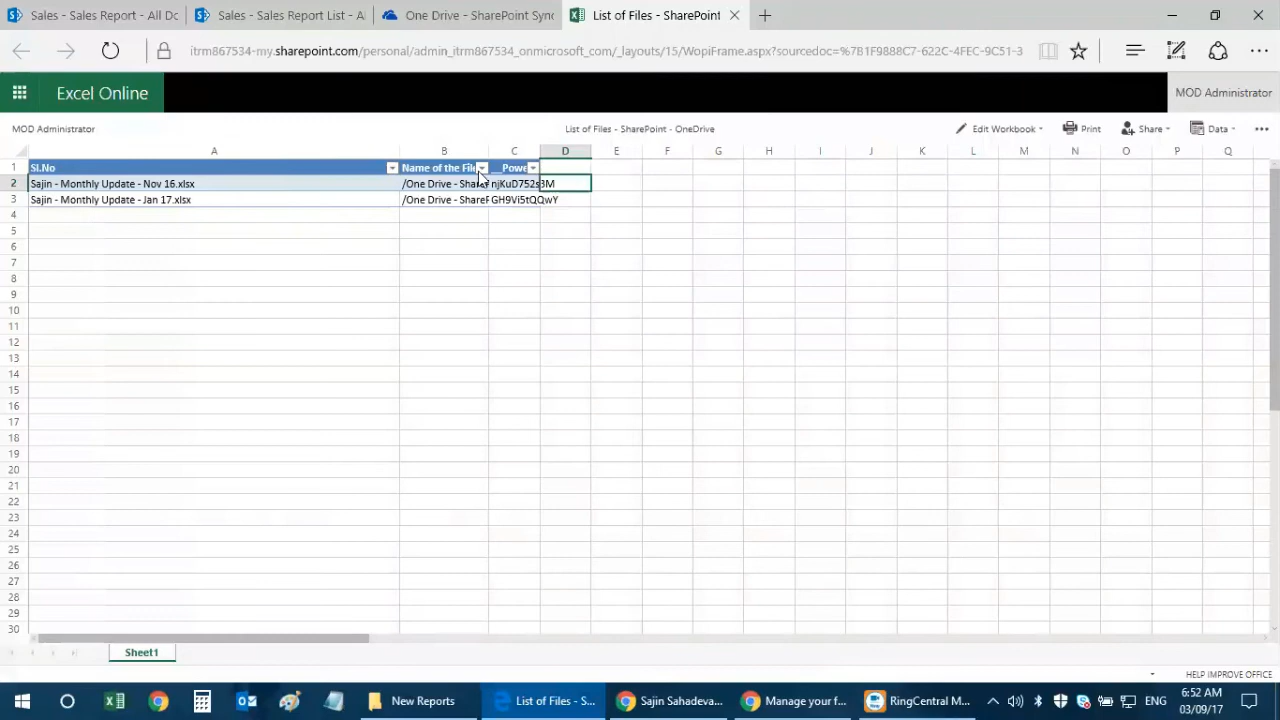 Sales - Sales Report - All Dc
Sales - Sales Report List - A
One Drive - SharePoint Sync
List of Files - SharePoint
itrm867534-my.sharepoint.com/personal/admin_itrm867534_onmicrosoft_com/_layouts/15/WopiFrame.aspx?sourcedoc=%7B1F9888C7-622C-4FEC-9C51-3
Excel Online
MOD Administrator
MOD Administrator
List of Files - SharePoint - OneDrive
Edit Workbook
Print
Share
Data
A B C D E F G H I J K L M N O P Q
1 Sl.No Name of the File __Powe
2 Sajin - Monthly Update - Nov 16.xlsx /One Drive - ShareP njKuD752s3M
3 Sajin - Monthly Update - Jan 17.xlsx /One Drive - ShareP GH9Vi5tQQwY
4
5
6
7
8
9
10
11
12
13
14
15
16
17
18
19
20
21
22
23
24
25
26
27
28
29
30
Sheet1
HELP IMPROVE OFFICE
New Reports
List of Files - S...
Sajin Sahadeva...
Manage your f...
RingCentral M...
ENG
6:52 AM
03/09/17